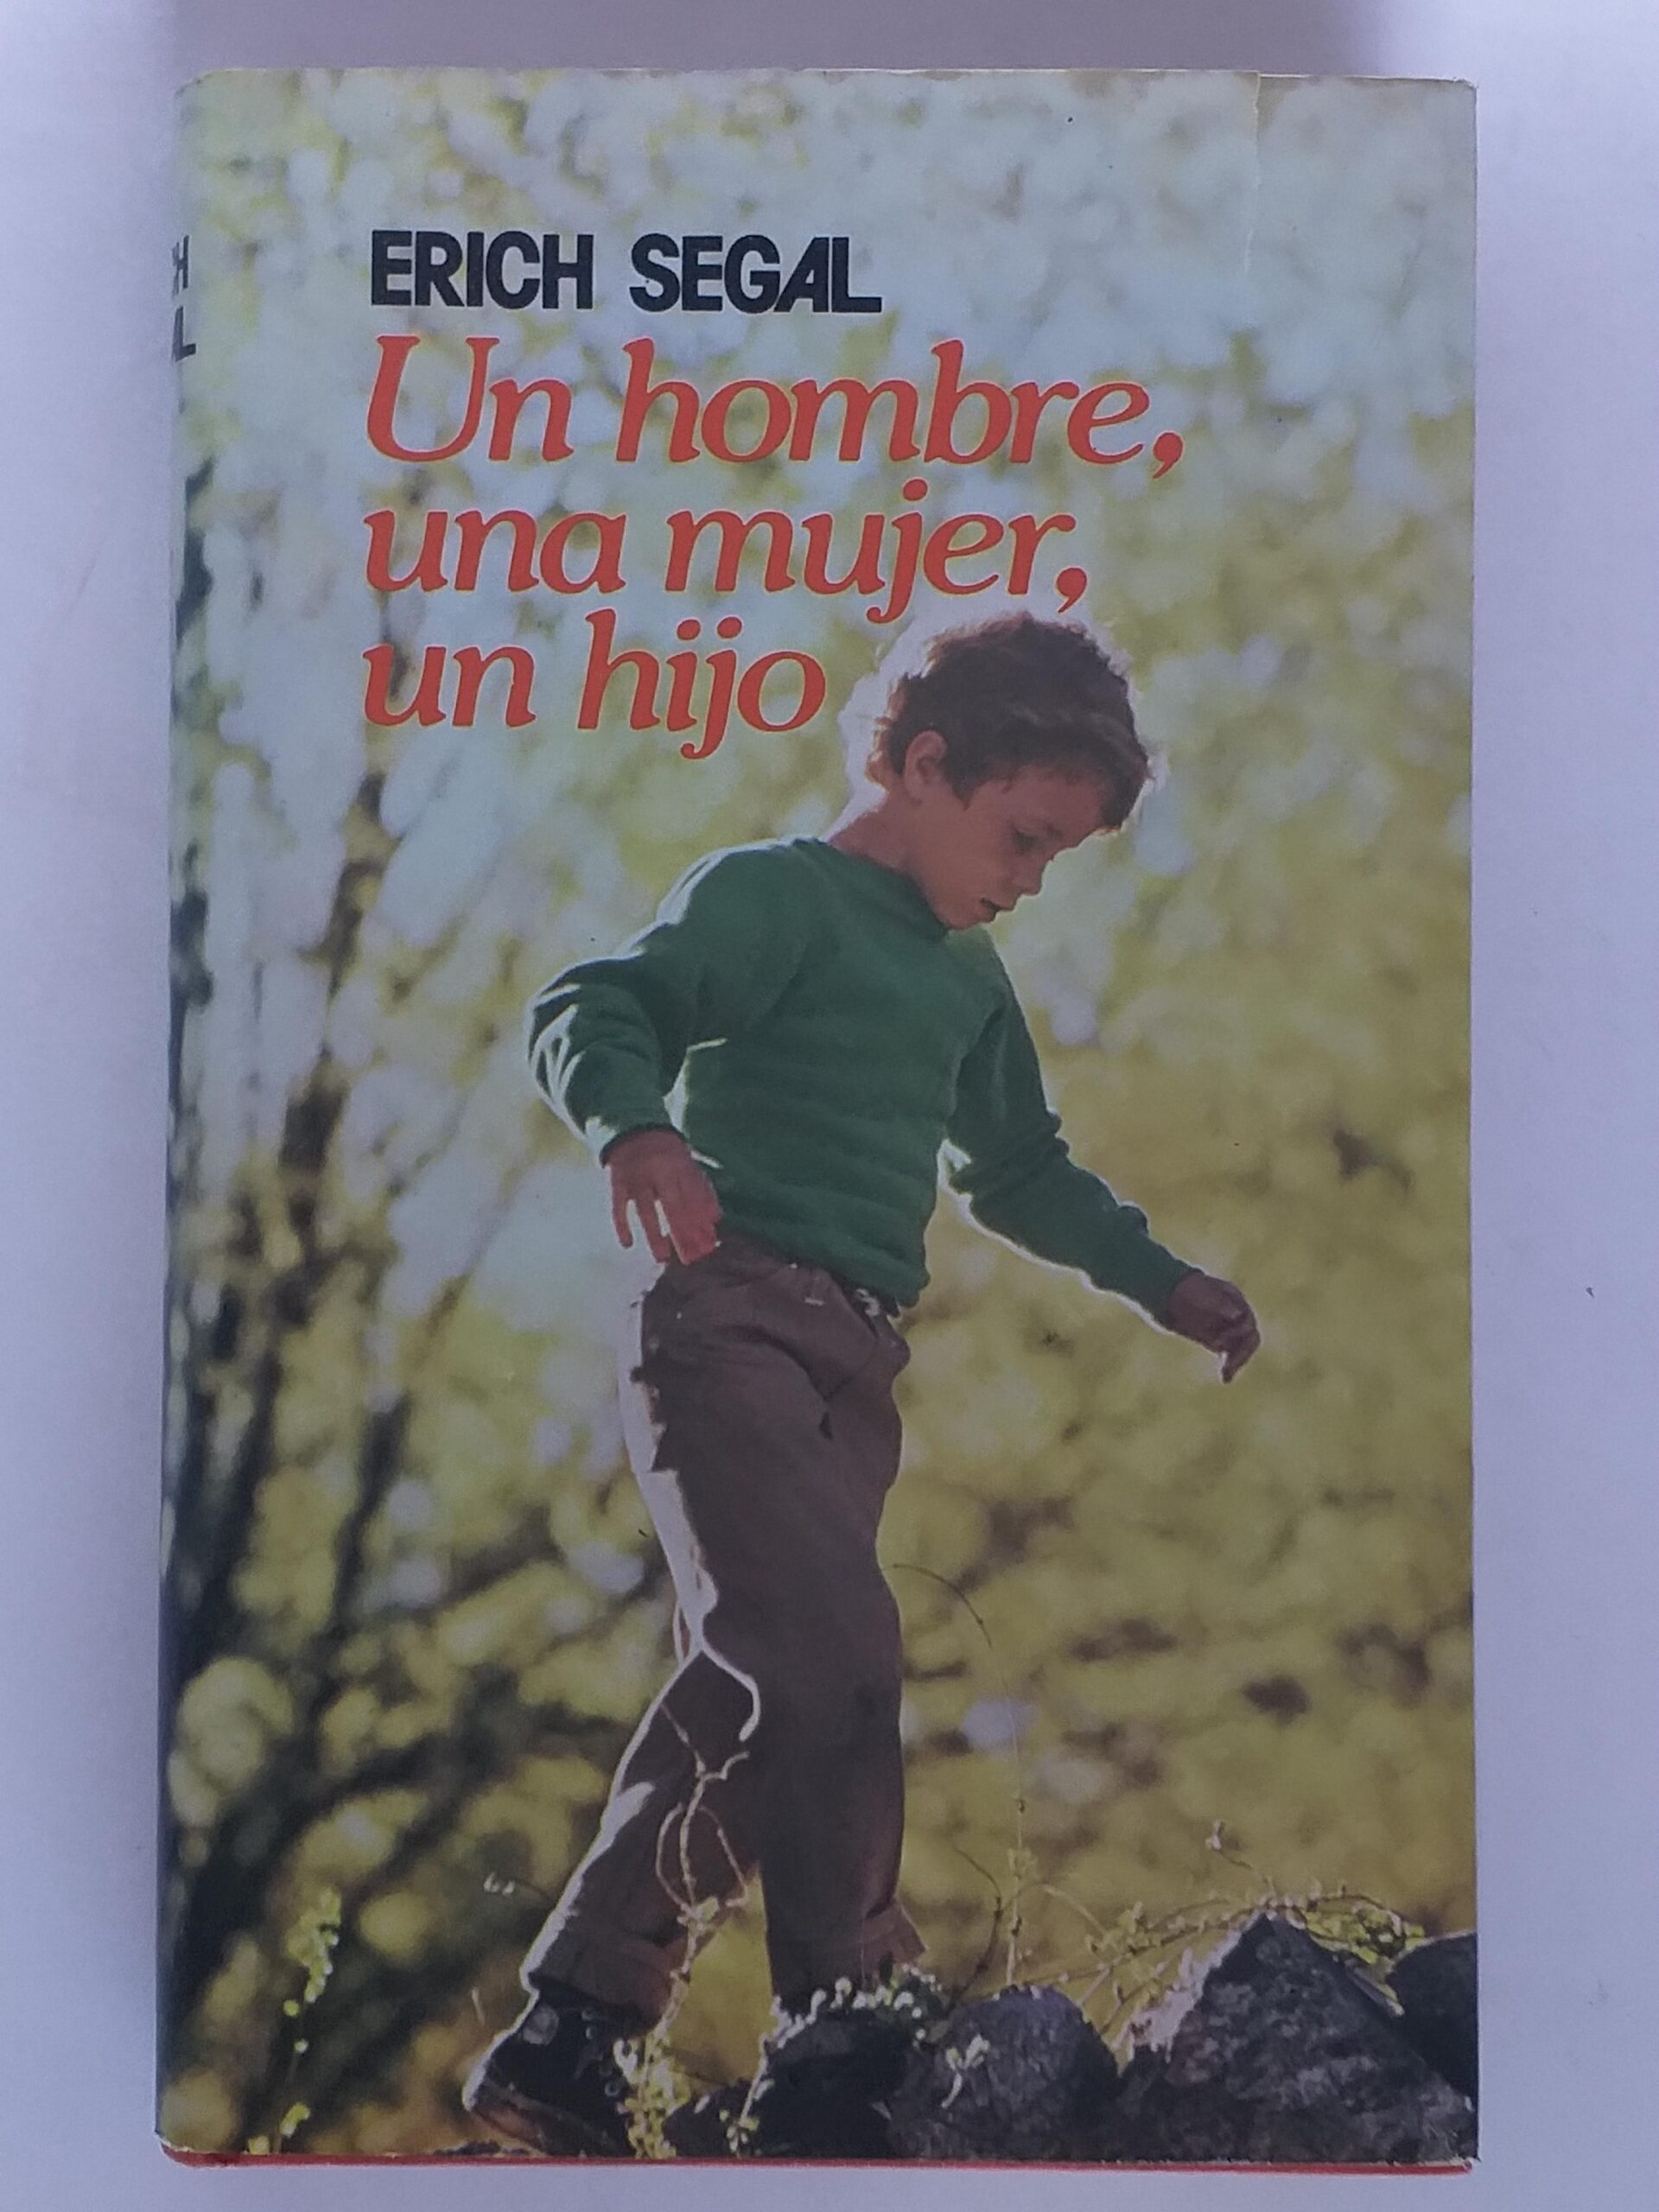 ERICH SEGAL
Un hombre,
una mujer,
un hijo